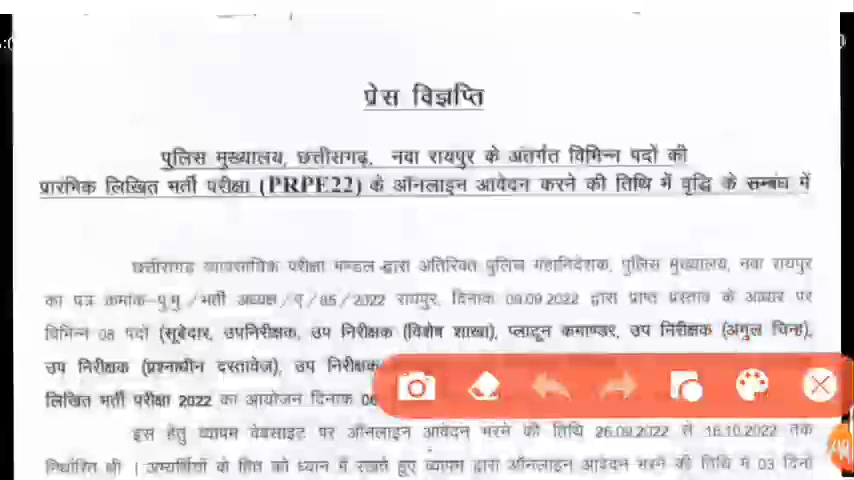 प्रेस विज्ञप्ति
पुलिस मुख्यालय, छत्तीसगढ़, नवा रायपुर के अंतर्गत विभिन्न पदों की
प्रारंभिक लिखित भर्ती परीक्षा (PRPE22) के ऑनलाइन आवेदन करने की तिथि में वृद्धि के सम्बंध में
छत्तीसगढ़ व्यावसायिक परीक्षा मण्डल द्वारा अतिरिक्त पुलिस महानिदेशक, पुलिस मुख्यालय, नवा रायपुर
का पत्र कमांक-पु.मु./भर्ती अध्यक्ष/ए/85/2022 रायपुर, दिनांक 09.09.2022 द्वारा प्राप्त प्रस्ताव के आधार पर
विभिन्न 08 पदों (सूबेदार, उपनिरीक्षक, उप निरीक्षक (विशेष शाखा), प्लाटून कमाण्डर, उप निरीक्षक (अंगुल चिन्ह),
उप निरीक्षक (प्रश्नाधीन दस्तावेज), उप निरीक्षक
लिखित भर्ती परीक्षा 2022 का आयोजन दिनांक 06
इस हेतु व्यापम वेबसाइट पर ऑनलाइन आवेदन भरने की तिथि 26.09.2022 से 16.10.2022 तक
निर्धारित थी। अभ्यर्थियों के हित को ध्यान में रखते हुए व्यापम द्वारा ऑनलाइन आवेदन भरने की तिथि में 03 दिनों